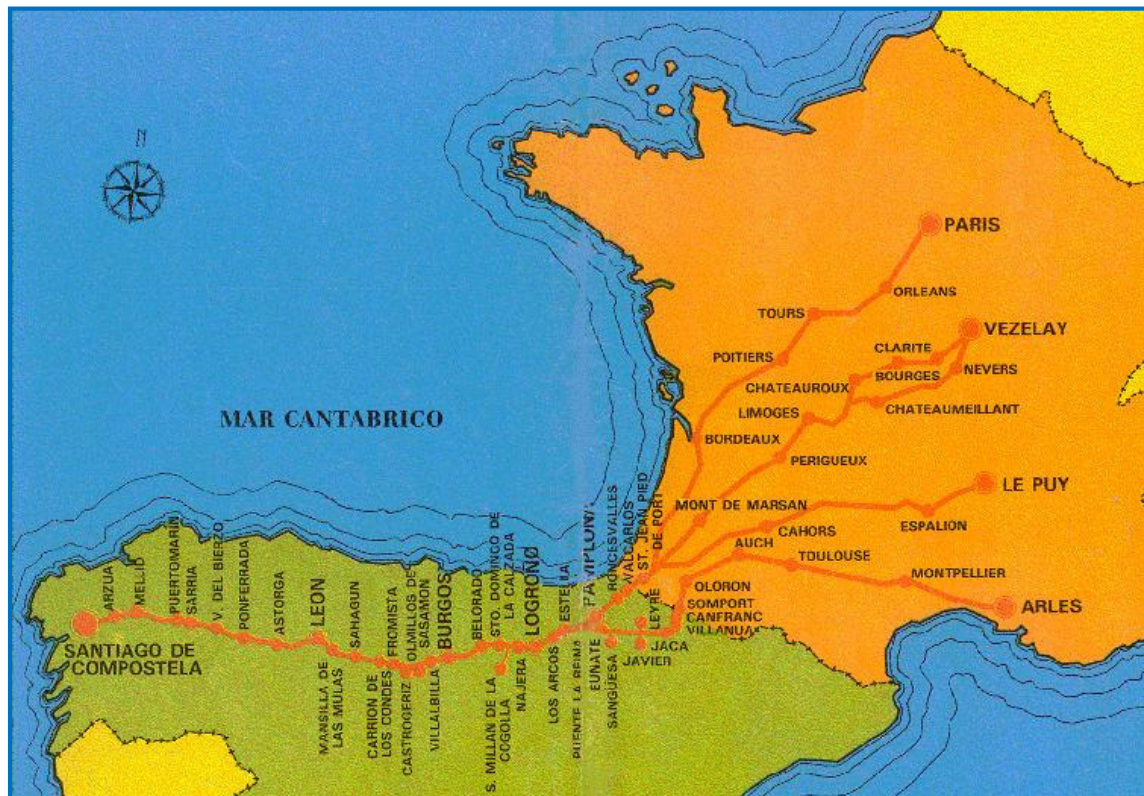 N
PARIS
ORLEANS
TOURS
VEZELAY
CLARITE
POITIERS
NEVERS
BOURGES
CHATEAUROUX
CHATEAUMEILLANT
LIMOGES
MAR CANTABRICO
BORDEAUX
PERIGUEUX
LE PUY
MONT DE MARSAN
ESPALION
CAHORS
AUCH
TOULOUSE
MONTPELLIER
OLORON
SOMPORT
CANFRANC
VILLANUA
ARLES
JACA
JAVIER
LEYRE
ST. JEAN PIED
DE PORT
VALCARLOS
RONCESVALLES
PAMPLONA
SANGÜESA
EUNATE
PUENTE LA REINA
ESTELLA
LOS ARCOS
LOGROÑO
NAJERA
STO. DOMINGO DE
LA CALZADA
S. MILLAN DE LA
COGOLLA
BELORADO
BURGOS
VILLALBILLA
OLMILLOS DE
SASAMON
CASTROGERIZ
FROMISTA
CARRION DE
LOS CONDES
SAHAGUN
MANSILLA DE
LAS MULAS
LEON
ASTORGA
PONFERRADA
V. DEL BIERZO
SARRIA
PUERTOMARIN
MELLID
ARZUA
SANTIAGO DE
COMPOSTELA